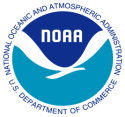 NATIONAL OCEANIC AND ATMOSPHERIC ADMINISTRATION
NOAA
U.S. DEPARTMENT OF COMMERCE